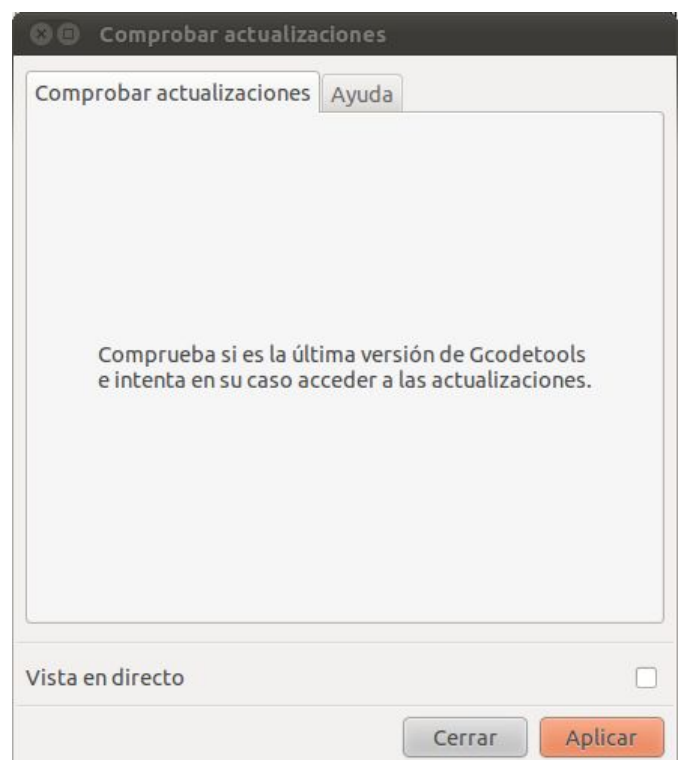 Comprobar actualizaciones
Comprobar actualizaciones Ayuda
Comprueba si es la última versión de Gcodetools
e intenta en su caso acceder a las actualizaciones.
Vista en directo
Cerrar Aplicar